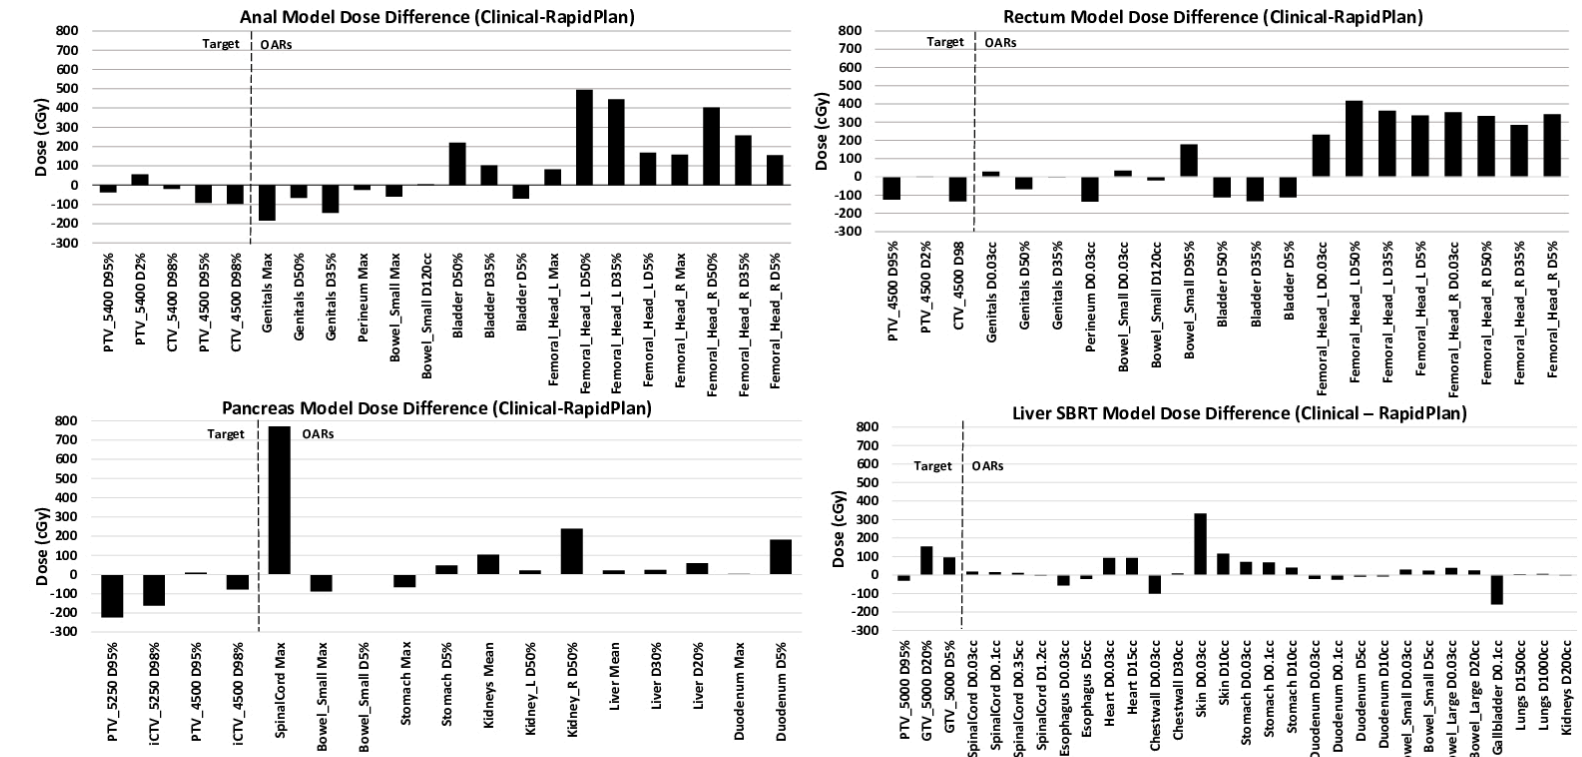 Anal Model Dose Difference (Clinical-RapidPlan)
Dose (cGy)
800
700
600
500
400
300
200
100
0
-100
-200
-300
Target
OARs
PTV_5400 D95%
PTV_5400 D2%
CTV_5400 D98%
PTV_4500 D95%
CTV_4500 D98%
Genitals Max
Genitals D50%
Genitals D35%
Perineum Max
Bowel_Small Max
Bowel_Small D120cc
Bladder D50%
Bladder D35%
Bladder D5%
Femoral_Head_L Max
Femoral_Head_L D50%
Femoral_Head_L D35%
Femoral_Head_L D5%
Femoral_Head_R Max
Femoral_Head_R D50%
Femoral_Head_R D35%
Femoral_Head_R D5%
Rectum Model Dose Difference (Clinical-RapidPlan)
Dose (cGy)
800
700
600
500
400
300
200
100
0
-100
-200
-300
Target
OARs
PTV_4500 D95%
PTV_4500 D2%
CTV_4500 D98
Genitals D0.03cc
Genitals D50%
Genitals D35%
Perineum D0.03cc
Bowel_Small D0.03cc
Bowel_Small D120cc
Bowel_Small D95%
Bladder D50%
Bladder D35%
Bladder D5%
Femoral_Head_L D0.03cc
Femoral_Head_L D50%
Femoral_Head_L D35%
Femoral_Head_L D5%
Femoral_Head_R D0.03cc
Femoral_Head_R D50%
Femoral_Head_R D35%
Femoral_Head_R D5%
Pancreas Model Dose Difference (Clinical-RapidPlan)
Dose (cGy)
800
700
600
500
400
300
200
100
0
-100
-200
-300
Target
OARs
PTV_5250 D95%
iCTV_5250 D98%
PTV_4500 D95%
iCTV_4500 D98%
SpinalCord Max
Bowel_Small Max
Bowel_Small D5%
Stomach Max
Stomach D5%
Kidneys Mean
Kidney_L D50%
Kidney_R D50%
Liver Mean
Liver D30%
Liver D20%
Duodenum Max
Duodenum D5%
Liver SBRT Model Dose Difference (Clinical – RapidPlan)
Dose (cGy)
800
700
600
500
400
300
200
100
0
-100
-200
-300
Target
OARs
PTV_5000 D95%
GTV_5000 D20%
GTV_5000 D5%
SpinalCord D0.03cc
SpinalCord D0.1cc
SpinalCord D0.35cc
SpinalCord D1.2cc
Esophagus D0.03cc
Esophagus D5cc
Heart D0.03cc
Heart D15cc
Chestwall D0.03cc
Chestwall D30cc
Skin D0.03cc
Skin D10cc
Stomach D0.03cc
Stomach D0.1cc
Stomach D10cc
Duodenum D0.03cc
Duodenum D0.1cc
Duodenum D5cc
Duodenum D10cc
owel_Small D0.03cc
Bowel_Small D5cc
owel_Large D0.03cc
Bowel_Large D20cc
Gallbladder D0.1cc
Lungs D1500cc
Lungs D1000cc
Kidneys D200cc